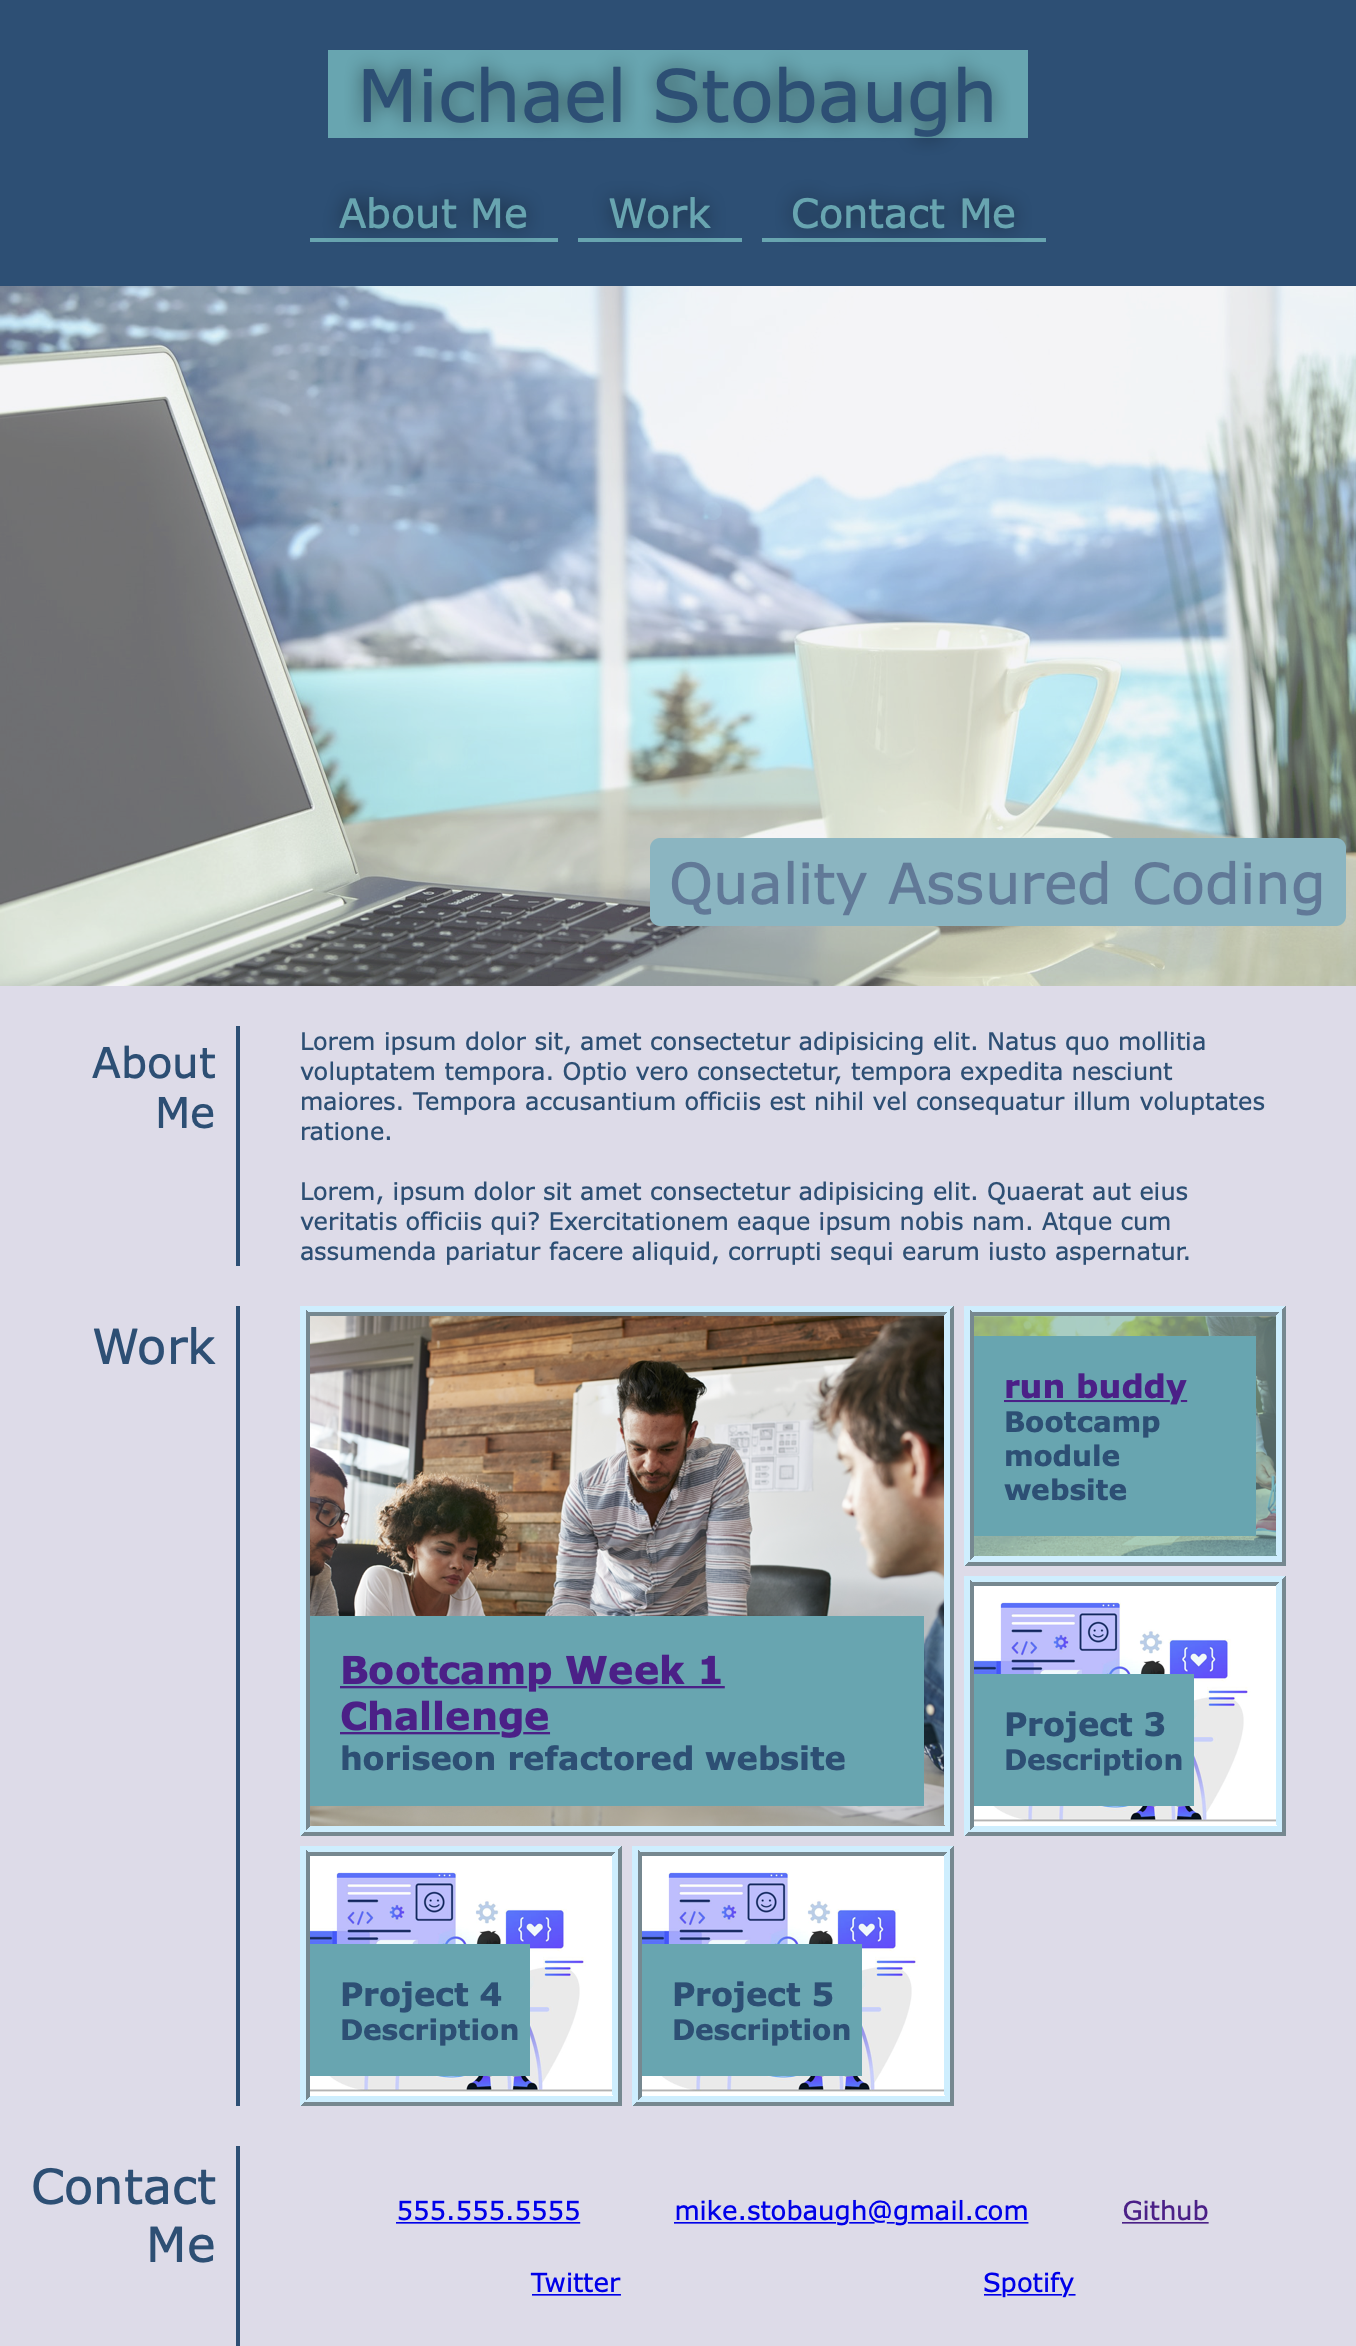 Michael Stobaugh
About Me Work Contact Me
Quality Assured Coding
About
Me
Lorem ipsum dolor sit, amet consectetur adipisicing elit. Natus quo mollitia
voluptatem tempora. Optio vero consectetur, tempora expedita nesciunt
maiores. Tempora accusantium officiis est nihil vel consequatur illum voluptates
ratione.
Lorem, ipsum dolor sit amet consectetur adipisicing elit. Quaerat aut eius
veritatis officiis qui? Exercitationem eaque ipsum nobis nam. Atque cum
assumenda pariatur facere aliquid, corrupti sequi earum iusto aspernatur.
Work
Bootcamp Week 1
Challenge
horiseon refactored website
run buddy
Bootcamp
module
website
Project 3
Description
Project 4
Description
Project 5
Description
Contact
Me
555.555.5555 mike.stobaugh@gmail.com Github
Twitter Spotify